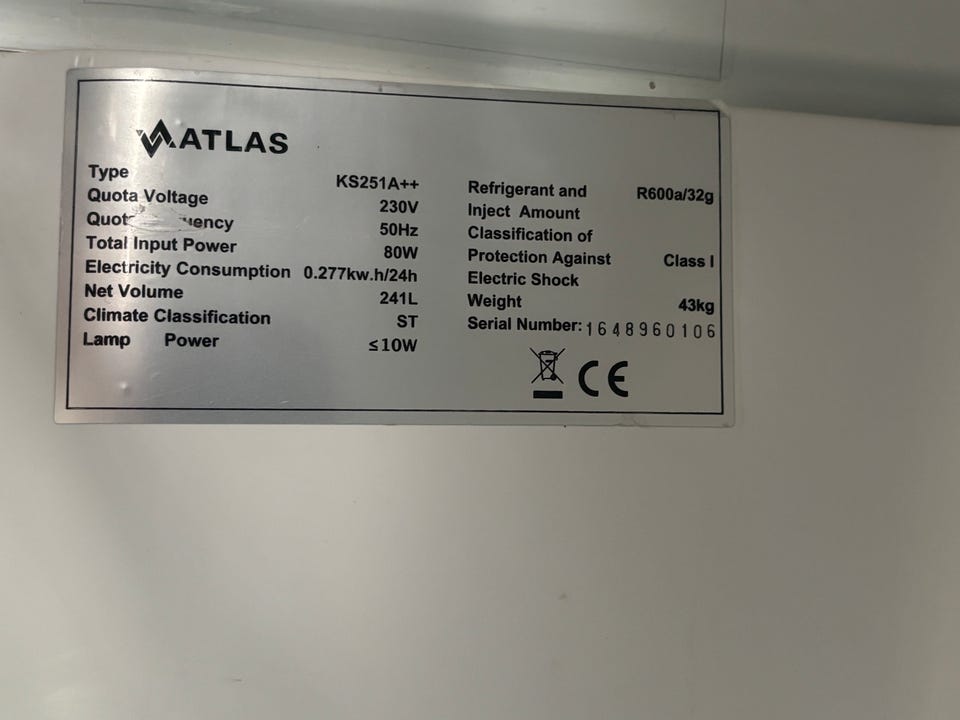 ATLAS
Type KS251A++
Quota Voltage 230V
50Hz
Total Input Power 80W
Electricity Consumption 0.277kw.h/24h
Net Volume 241L
Climate Classification ST
Lamp Power ≤10W
Refrigerant and R600a/32g
Inject Amount
Classification of
Protection Against Class I
Electric Shock
Weight 43kg
Serial Number: 1648960106
CE